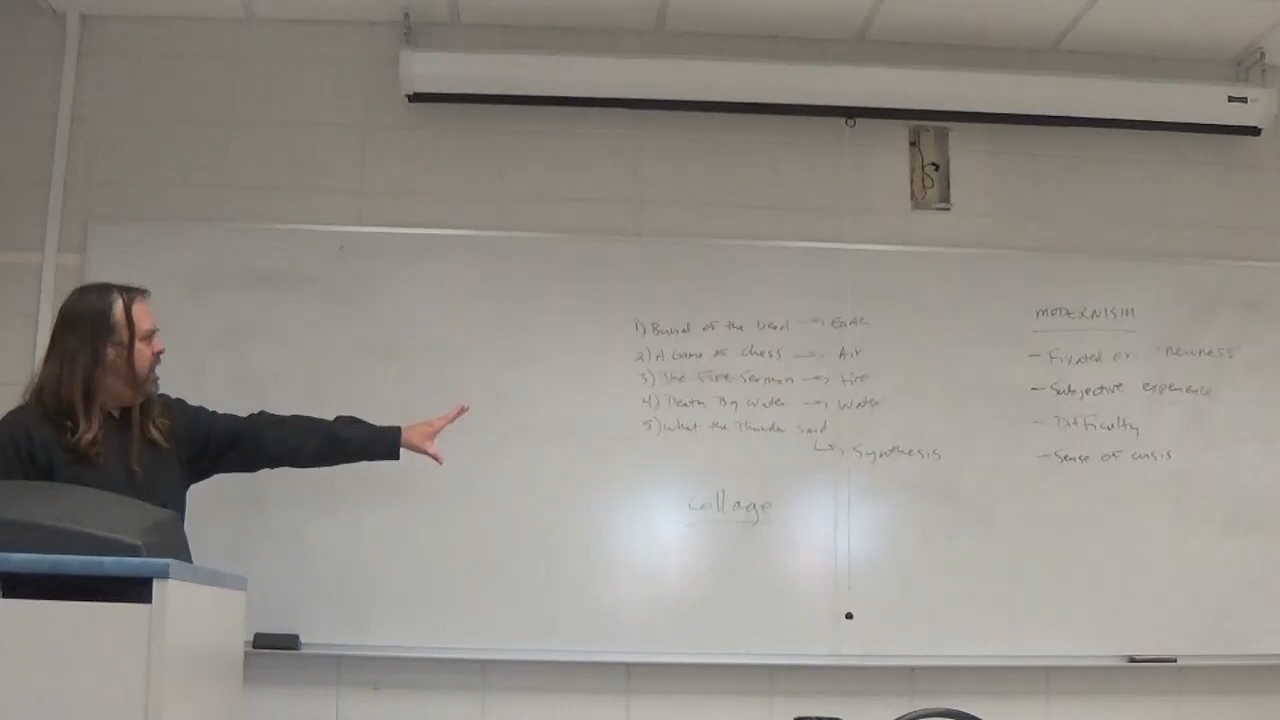 1) Burial of the Dead → Earth
2) A Game of Chess → Air
3) The Fire Sermon → Fire
4) Death By Water → Water
5) What the Thunder Said
↳ Synthesis
Collage
MODERNISM
- Fixated on "newness"
- Subjective experience
- Difficulty
- Sense of crisis